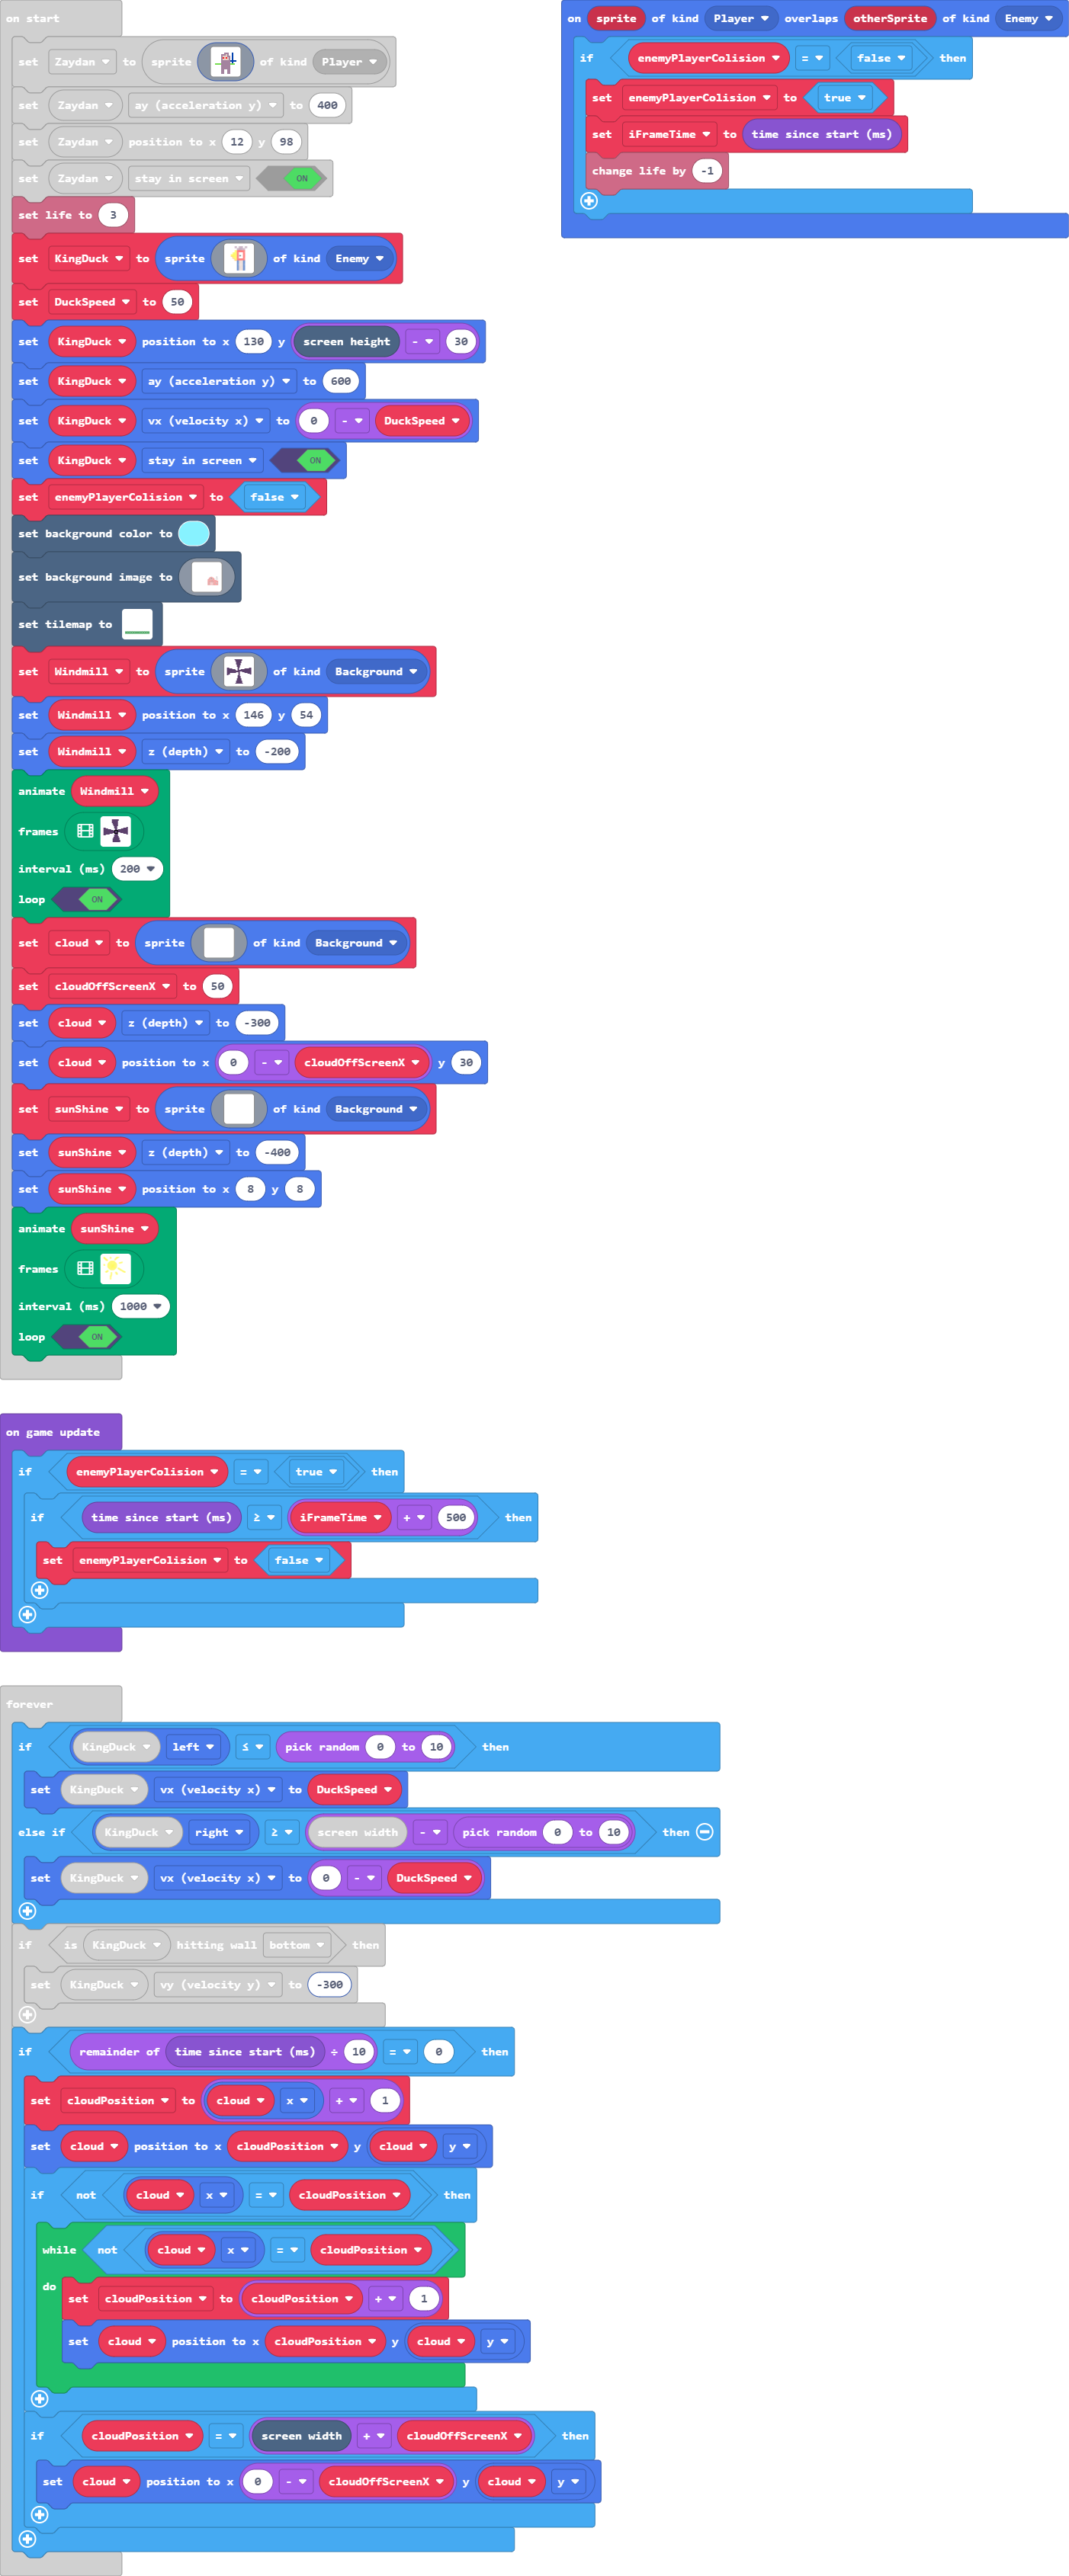 on start
set Zaydan to sprite of kind Player
set Zaydan ay (acceleration y) to 400
set Zaydan position to x 12 y 98
set Zaydan stay in screen ON
set life to 3
set KingDuck to sprite of kind Enemy
set DuckSpeed to 50
set KingDuck position to x 130 y screen height - 30
set KingDuck ay (acceleration y) to 600
set KingDuck vx (velocity x) to 0 - DuckSpeed
set KingDuck stay in screen ON
set enemyPlayerColision to false
set background color to
set background image to
set tilemap to
set Windmill to sprite of kind Background
set Windmill position to x 146 y 54
set Windmill z (depth) to -200
animate Windmill
frames
interval (ms) 200
loop ON
set cloud to sprite of kind Background
set cloudOffScreenX to 50
set cloud z (depth) to -300
set cloud position to x 0 - cloudOffScreenX y 30
set sunShine to sprite of kind Background
set sunShine z (depth) to -400
set sunShine position to x 8 y 8
animate sunShine
frames
interval (ms) 1000
loop ON
on sprite of kind Player overlaps otherSprite of kind Enemy
if enemyPlayerColision = false then
set enemyPlayerColision to true
set iFrameTime to time since start (ms)
change life by -1
on game update
if enemyPlayerColision = true then
if time since start (ms) ≥ iFrameTime + 500 then
set enemyPlayerColision to false
forever
if KingDuck left ≤ pick random 0 to 10 then
set KingDuck vx (velocity x) to DuckSpeed
else if KingDuck right ≥ screen width - pick random 0 to 10 then
set KingDuck vx (velocity x) to 0 - DuckSpeed
if is KingDuck hitting wall bottom then
set KingDuck vy (velocity y) to -300
if remainder of time since start (ms) ÷ 10 = 0 then
set cloudPosition to cloud x + 1
set cloud position to x cloudPosition y cloud y
if not cloud x = cloudPosition then
while not cloud x = cloudPosition
do set cloudPosition to cloudPosition + 1
set cloud position to x cloudPosition y cloud y
if cloudPosition = screen width + cloudOffScreenX then
set cloud position to x 0 - cloudOffScreenX y cloud y